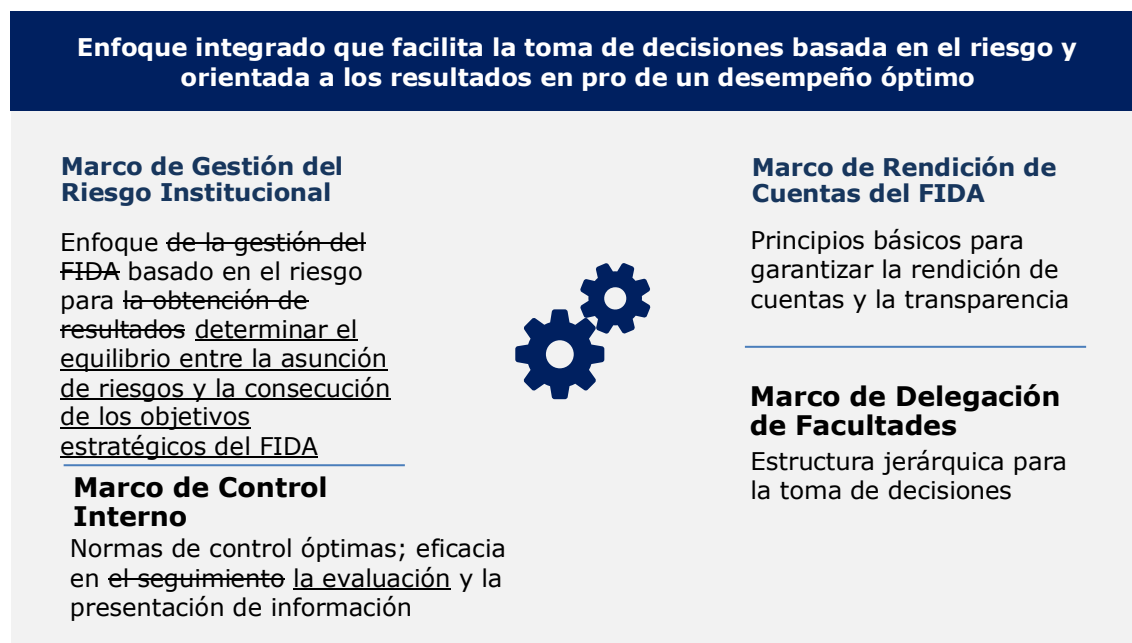 Enfoque integrado que facilita la toma de decisiones basada en el riesgo y
orientada a los resultados en pro de un desempeño óptimo
Marco de Gestión del
Riesgo Institucional
Enfoque de la gestión del
FIDA basado en el riesgo
para la obtención de
resultados determinar el
equilibrio entre la asunción
de riesgos y la consecución
de los objetivos
estratégicos del FIDA
Marco de Control
Interno
Normas de control óptimas; eficacia
en el seguimiento la evaluación y la
presentación de información
Marco de Rendición de
Cuentas del FIDA
Principios básicos para
garantizar la rendición de
cuentas y la transparencia
Marco de Delegación
de Facultades
Estructura jerárquica para
la toma de decisiones